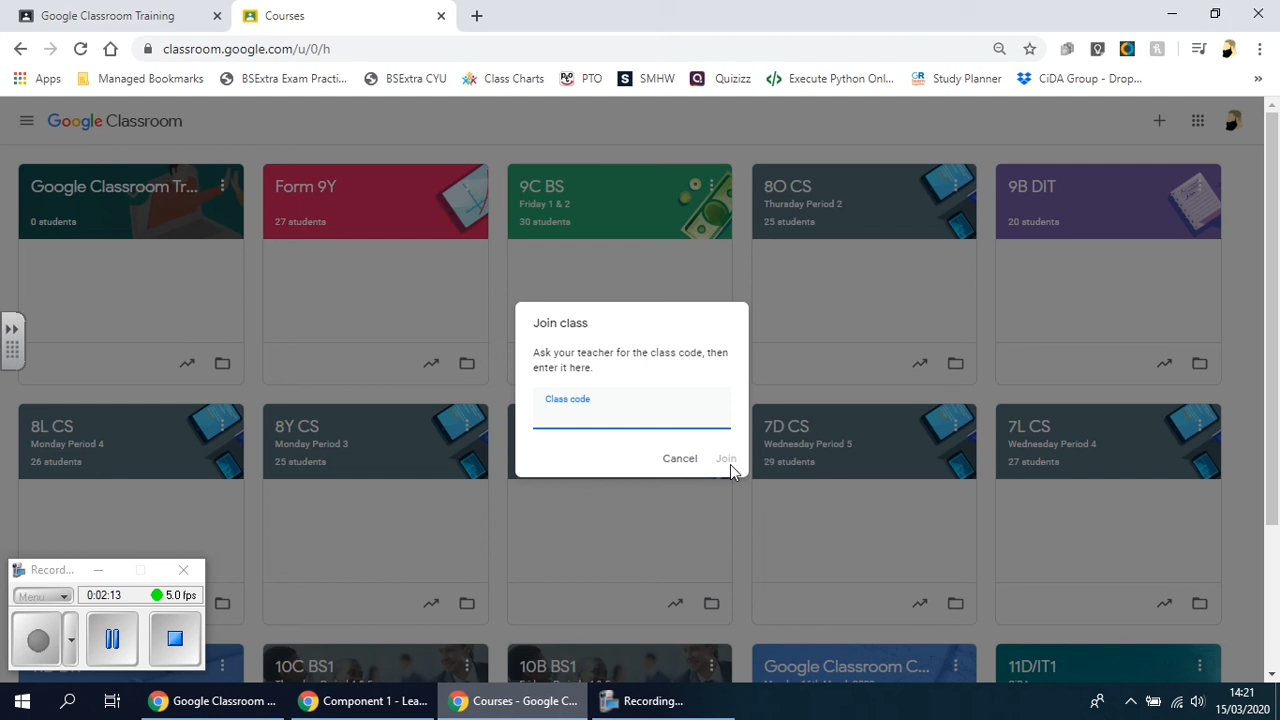 Google Classroom Training
Courses
classroom.google.com/u/0/h
Apps
Managed Bookmarks
BSExtra Exam Practi...
BSExtra CYU
Class Charts
PTO
SMHW
Quizizz
Execute Python Onl...
Study Planner
CiDA Group - Drop...
Google Classroom
Google Classroom Tr...
0 students
Form 9Y
27 students
9C BS
Friday 1 & 2
30 students
8O CS
Thursday Period 2
25 students
9B DIT
20 students
Join class
Ask your teacher for the class code, then
enter it here.
Class code
Cancel
Join
8L CS
Monday Period 4
26 students
8Y CS
Monday Period 3
25 students
7D CS
Wednesday Period 5
29 students
7L CS
Wednesday Period 4
27 students
Record...
Menu
0:02:13
5.0 fps
10C BS1
10B BS1
Google Classroom C...
11D/IT1
Google Classroom ...
Component 1 - Lea...
Courses - Google C...
Recording...
14:21
15/03/2020